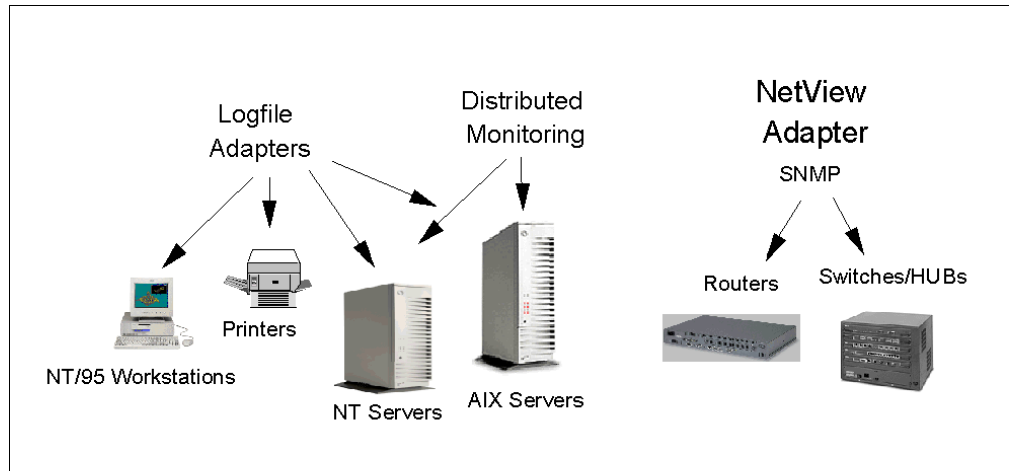 Logfile
Adapters
Distributed
Monitoring
NetView
Adapter
SNMP
Routers
Switches/HUBs
Printers
NT/95 Workstations
NT Servers
AIX Servers